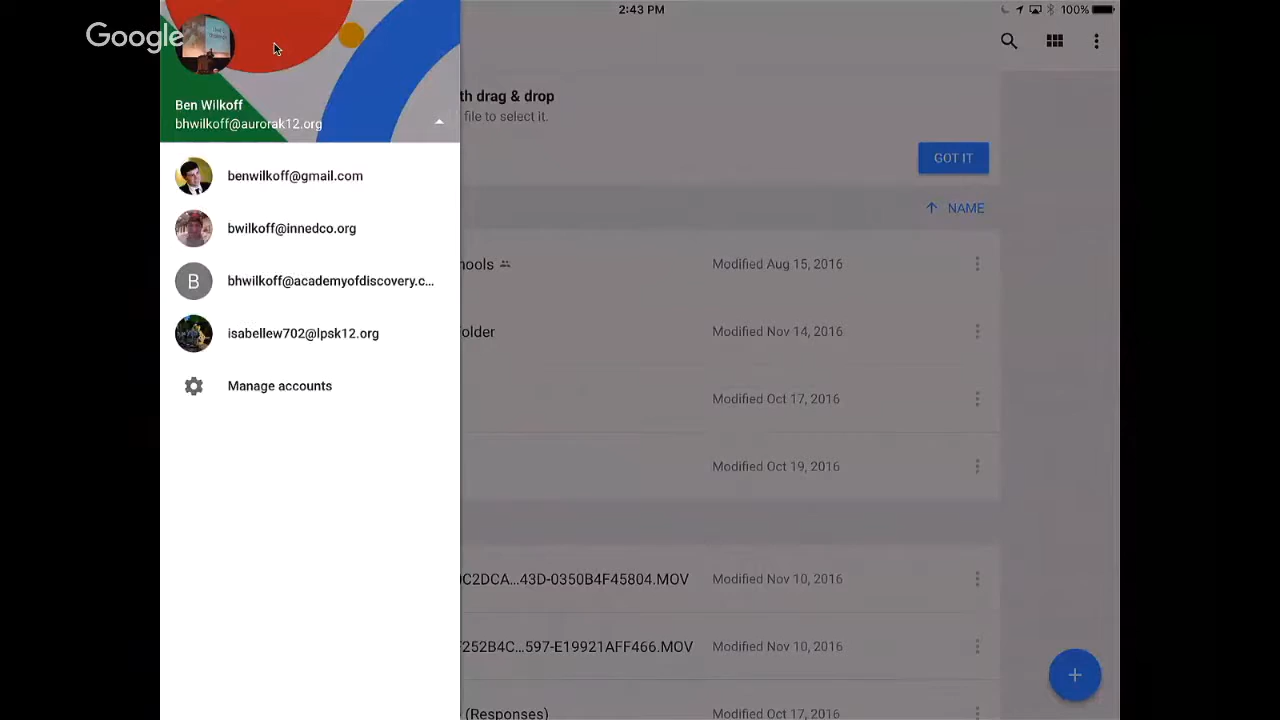 2:43 PM
100%
Google
Ben Wilkoff
bhwilkoff@aurorak12.org
th drag & drop
file to select it.
GOT IT
benwilkoff@gmail.com
bwilkoff@innedco.org
bhwilkoff@academyofdiscovery.c...
isabellew702@lpsk12.org
Manage accounts
NAME
hools Modified Aug 15, 2016
older Modified Nov 14, 2016
Modified Oct 17, 2016
Modified Oct 19, 2016
C2DCA...43D-0350B4F45804.MOV Modified Nov 10, 2016
252B4C...597-E19921AFF466.MOV Modified Nov 10, 2016
(Responses) Modified Oct 17, 2016
B